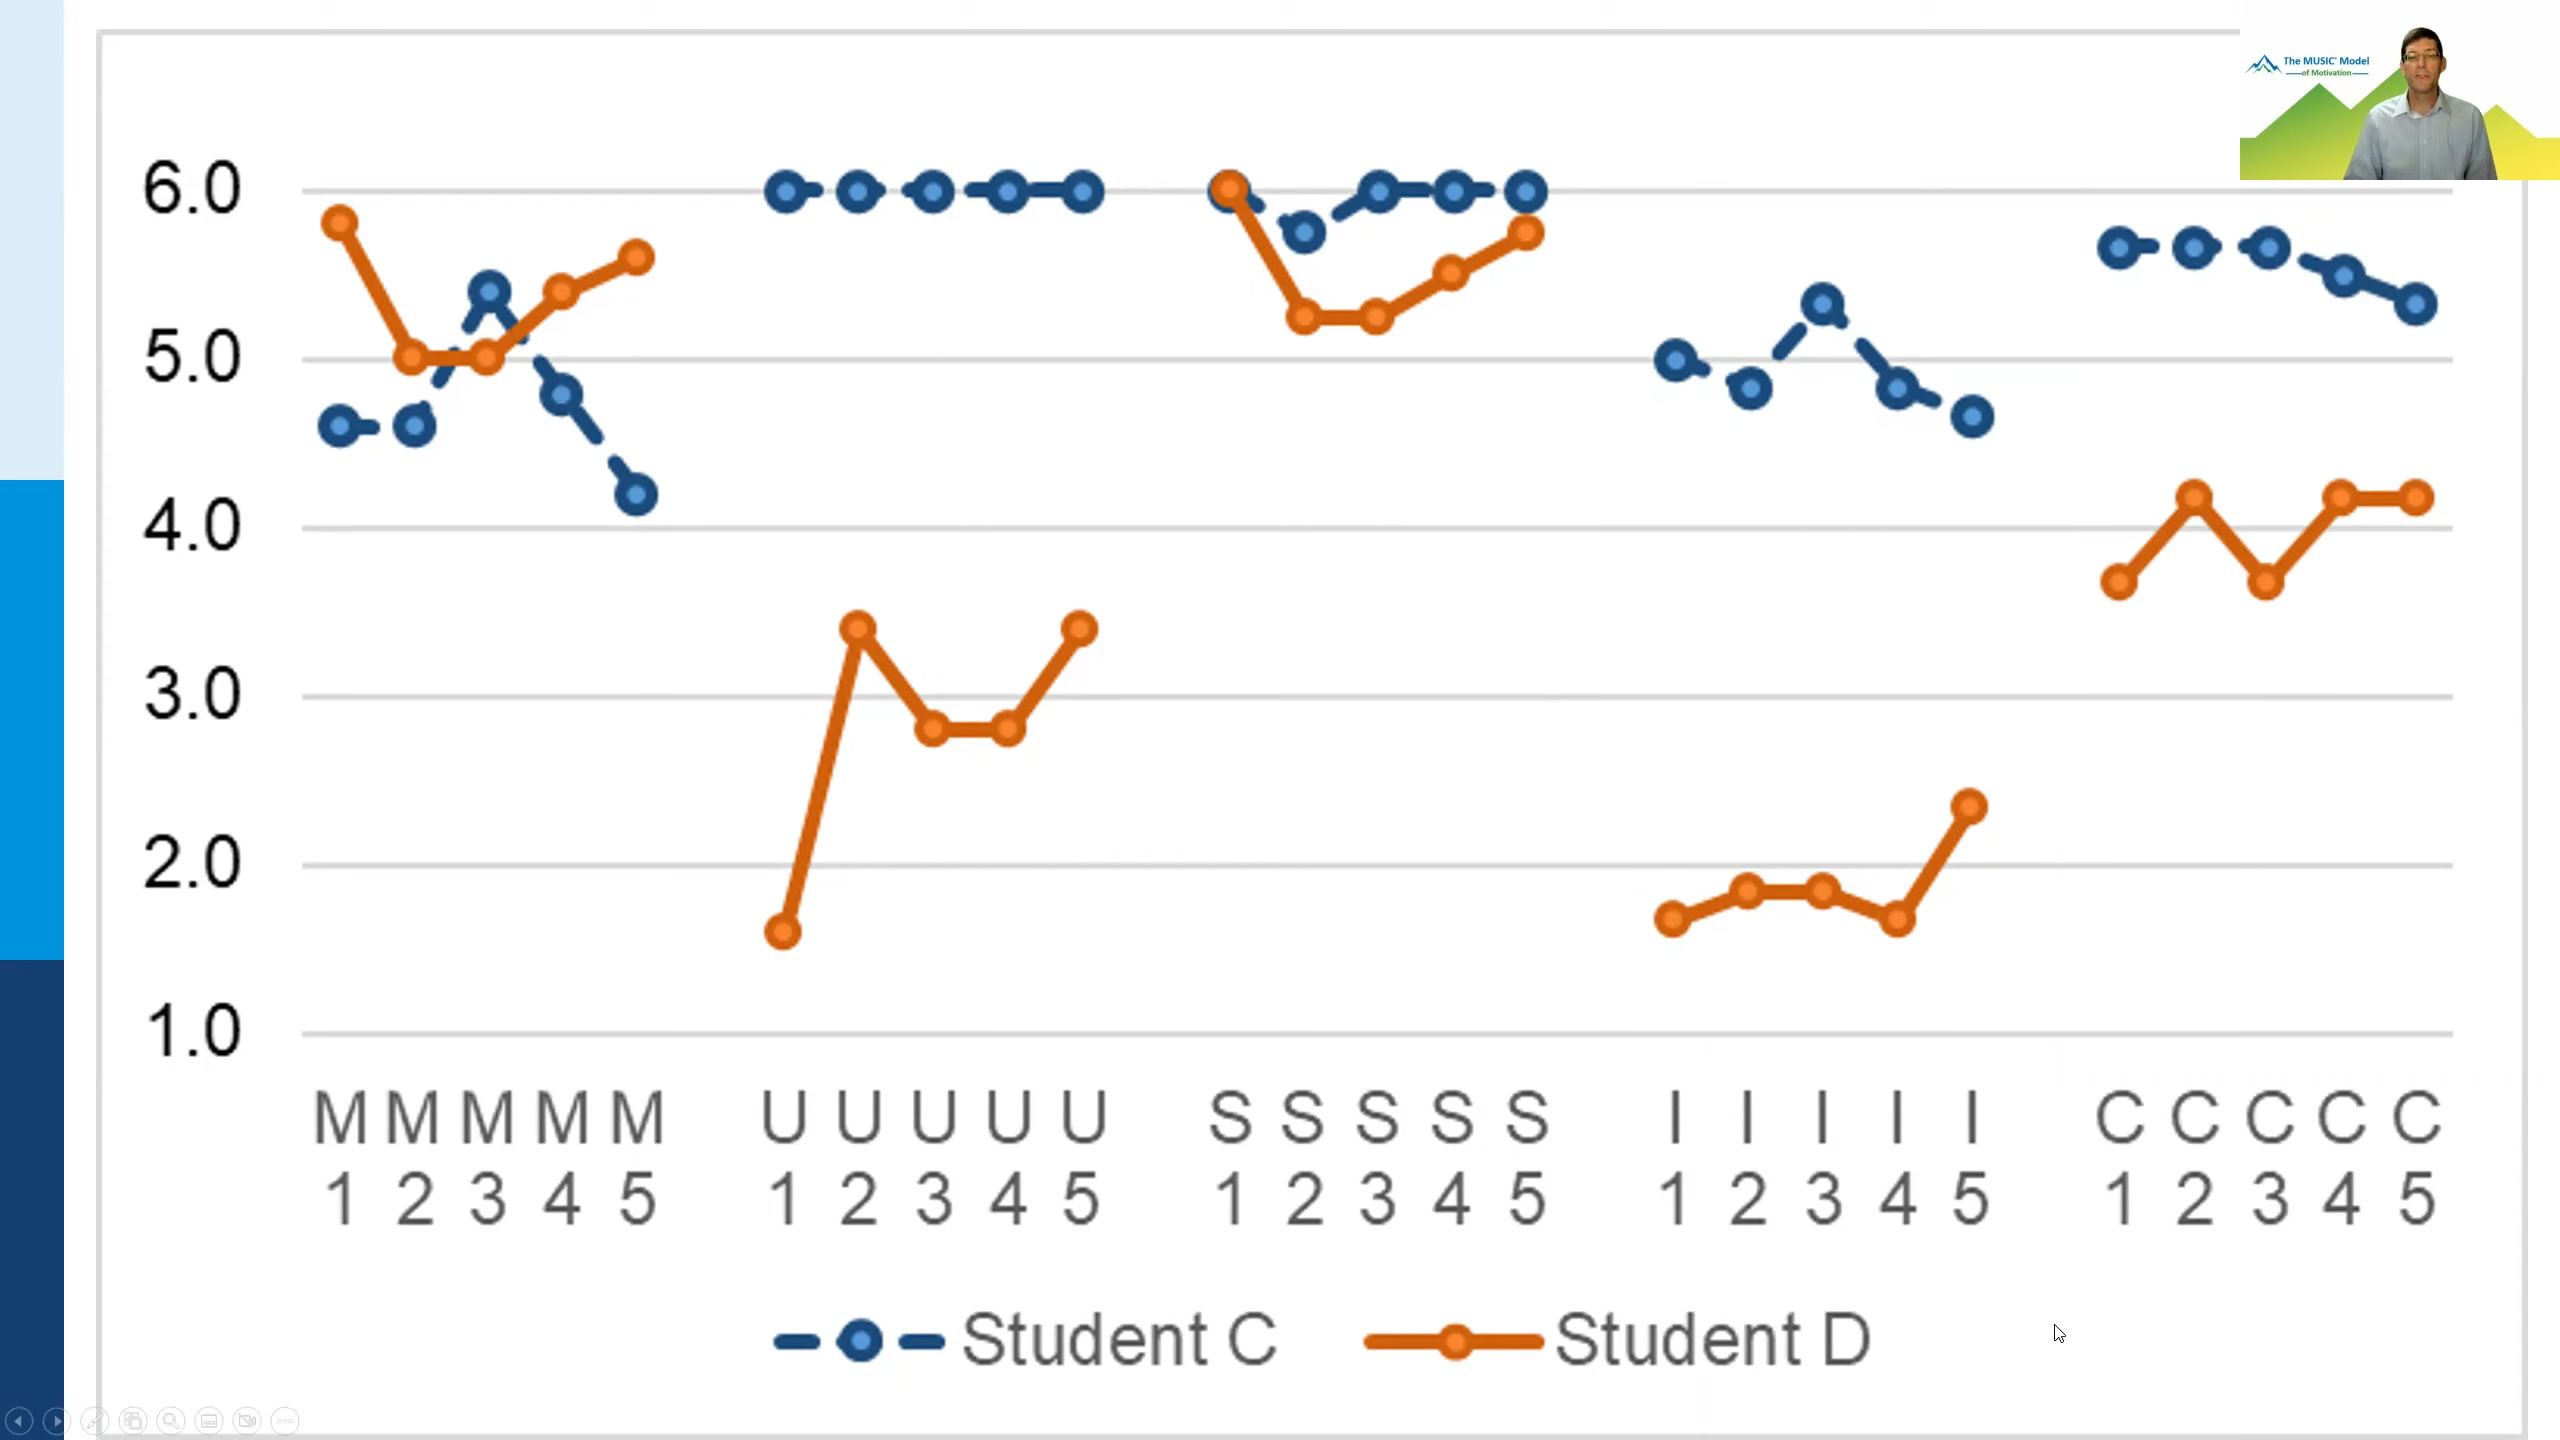 The MUSIC® Model
of Motivation
6.0
5.0
4.0
3.0
2.0
1.0
M M M M M U U U U U S S S S S I I I I I C C C C C
1 2 3 4 5 1 2 3 4 5 1 2 3 4 5 1 2 3 4 5 1 2 3 4 5
Student C Student D